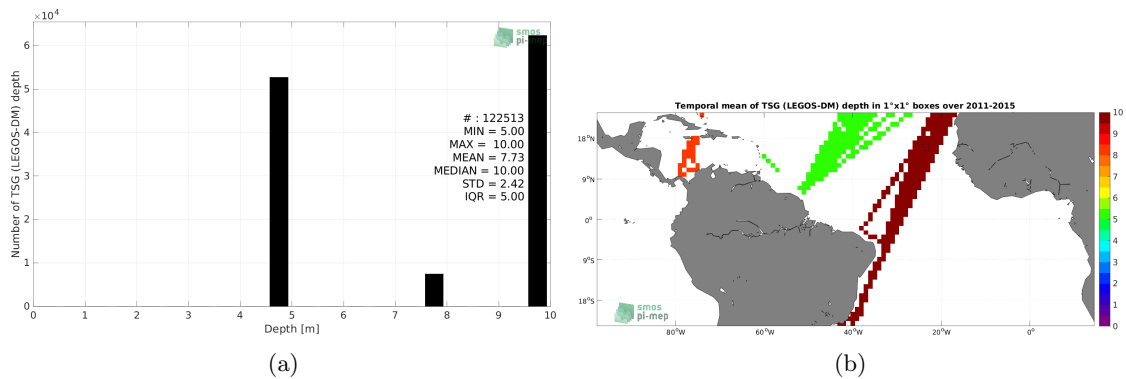 ×10⁴
6
5
4
3
2
1
0
Number of TSG (LEGOS-DM) depth
smos
pi-mep
# : 122513
MIN = 5.00
MAX = 10.00
MEAN = 7.73
MEDIAN = 10.00
STD = 2.42
IQR = 5.00
0 1 2 3 4 5 6 7 8 9 10
Depth [m]
(a)
Temporal mean of TSG (LEGOS-DM) depth in 1°x1° boxes over 2011-2015
18°N
9°N
0°
9°S
18°S
80°W 60°W 40°W 20°W 0°
smos
pi-mep
10
9
8
7
6
5
4
3
2
1
0
(b)